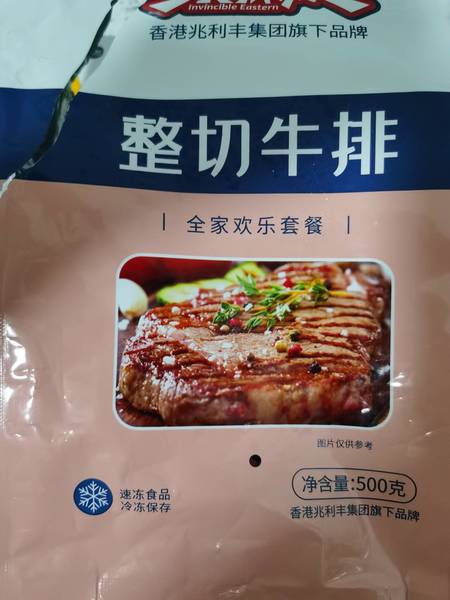 Invincible Eastern
香港兆利丰集团旗下品牌
整切牛排
全家欢乐套餐
图片仅供参考
速冻食品
冷冻保存
净含量:500克
香港兆利丰集团旗下品牌